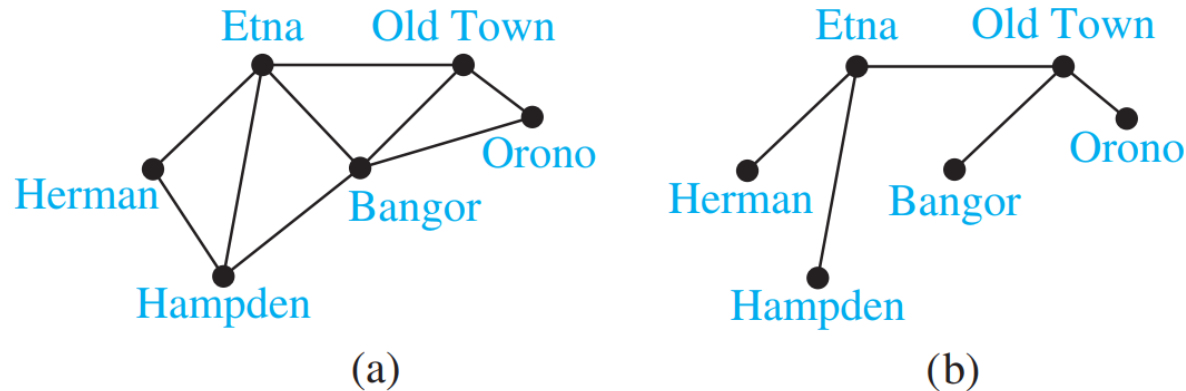 Etna
Old Town
Orono
Herman
Bangor
Hampden
(a)
Etna
Old Town
Orono
Herman
Bangor
Hampden
(b)